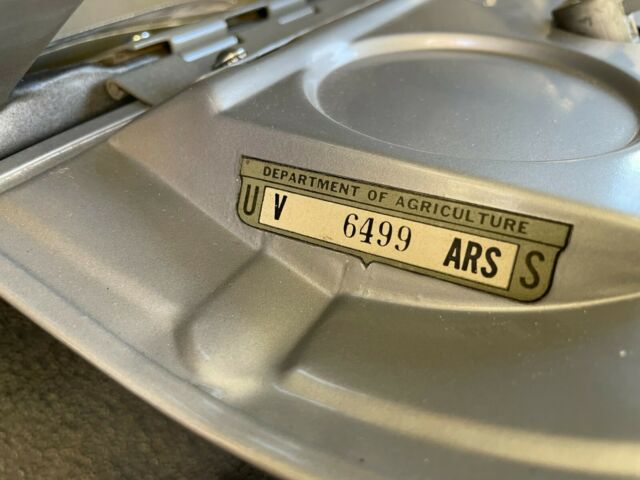 DEPARTMENT OF AGRICULTURE
U V 6499 ARS S